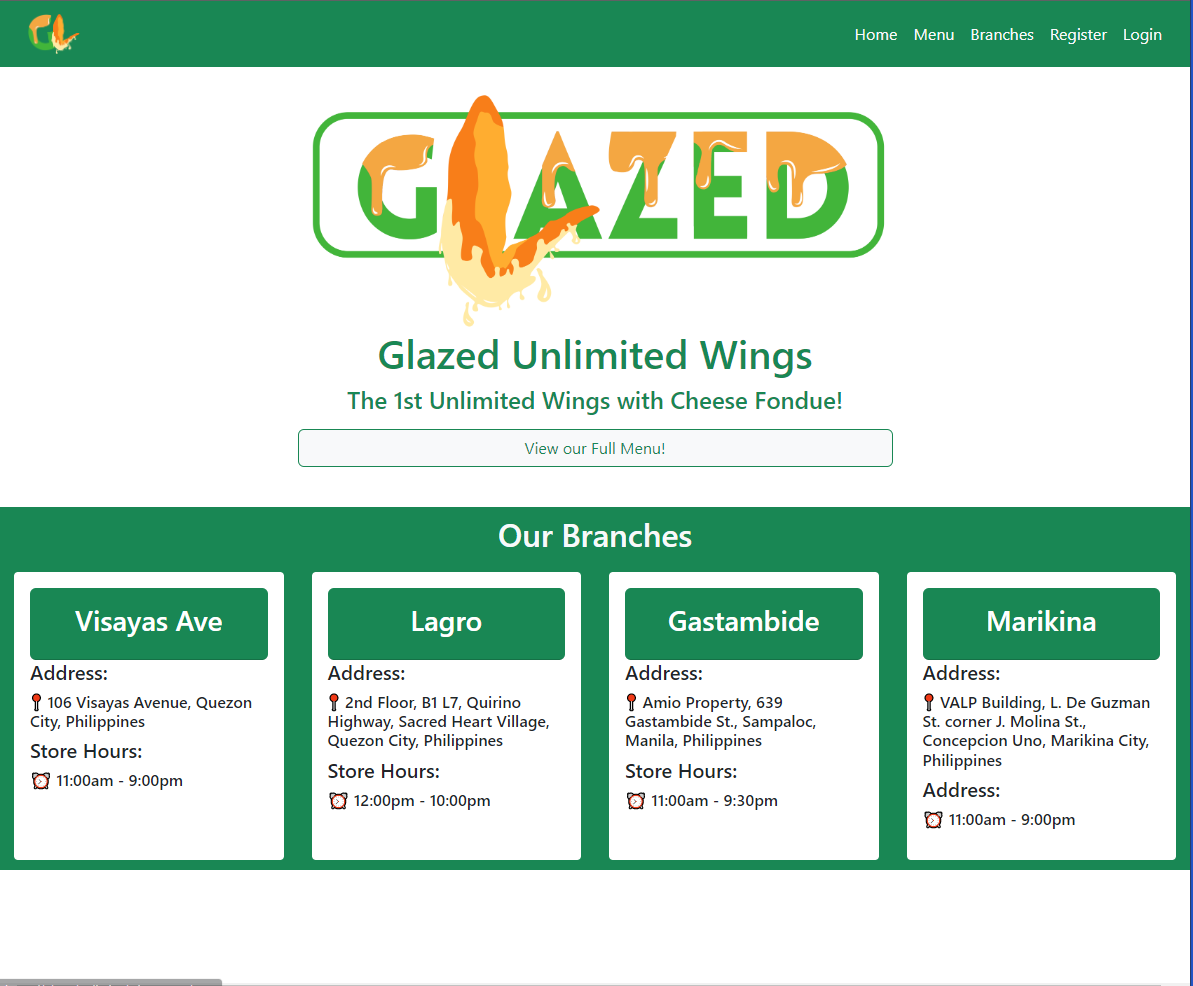 GL
Home Menu Branches Register Login
GLAZED
Glazed Unlimited Wings
The 1st Unlimited Wings with Cheese Fondue!
View our Full Menu!
Our Branches
Visayas Ave
Address:
📍 106 Visayas Avenue, Quezon
City, Philippines
Store Hours:
⏰ 11:00am - 9:00pm
Lagro
Address:
📍 2nd Floor, B1 L7, Quirino
Highway, Sacred Heart Village,
Quezon City, Philippines
Store Hours:
⏰ 12:00pm - 10:00pm
Gastambide
Address:
📍 Amio Property, 639
Gastambide St., Sampaloc,
Manila, Philippines
Store Hours:
⏰ 11:00am - 9:30pm
Marikina
Address:
📍 VALP Building, L. De Guzman
St. corner J. Molina St.,
Concepcion Uno, Marikina City,
Philippines
Address:
⏰ 11:00am - 9:00pm